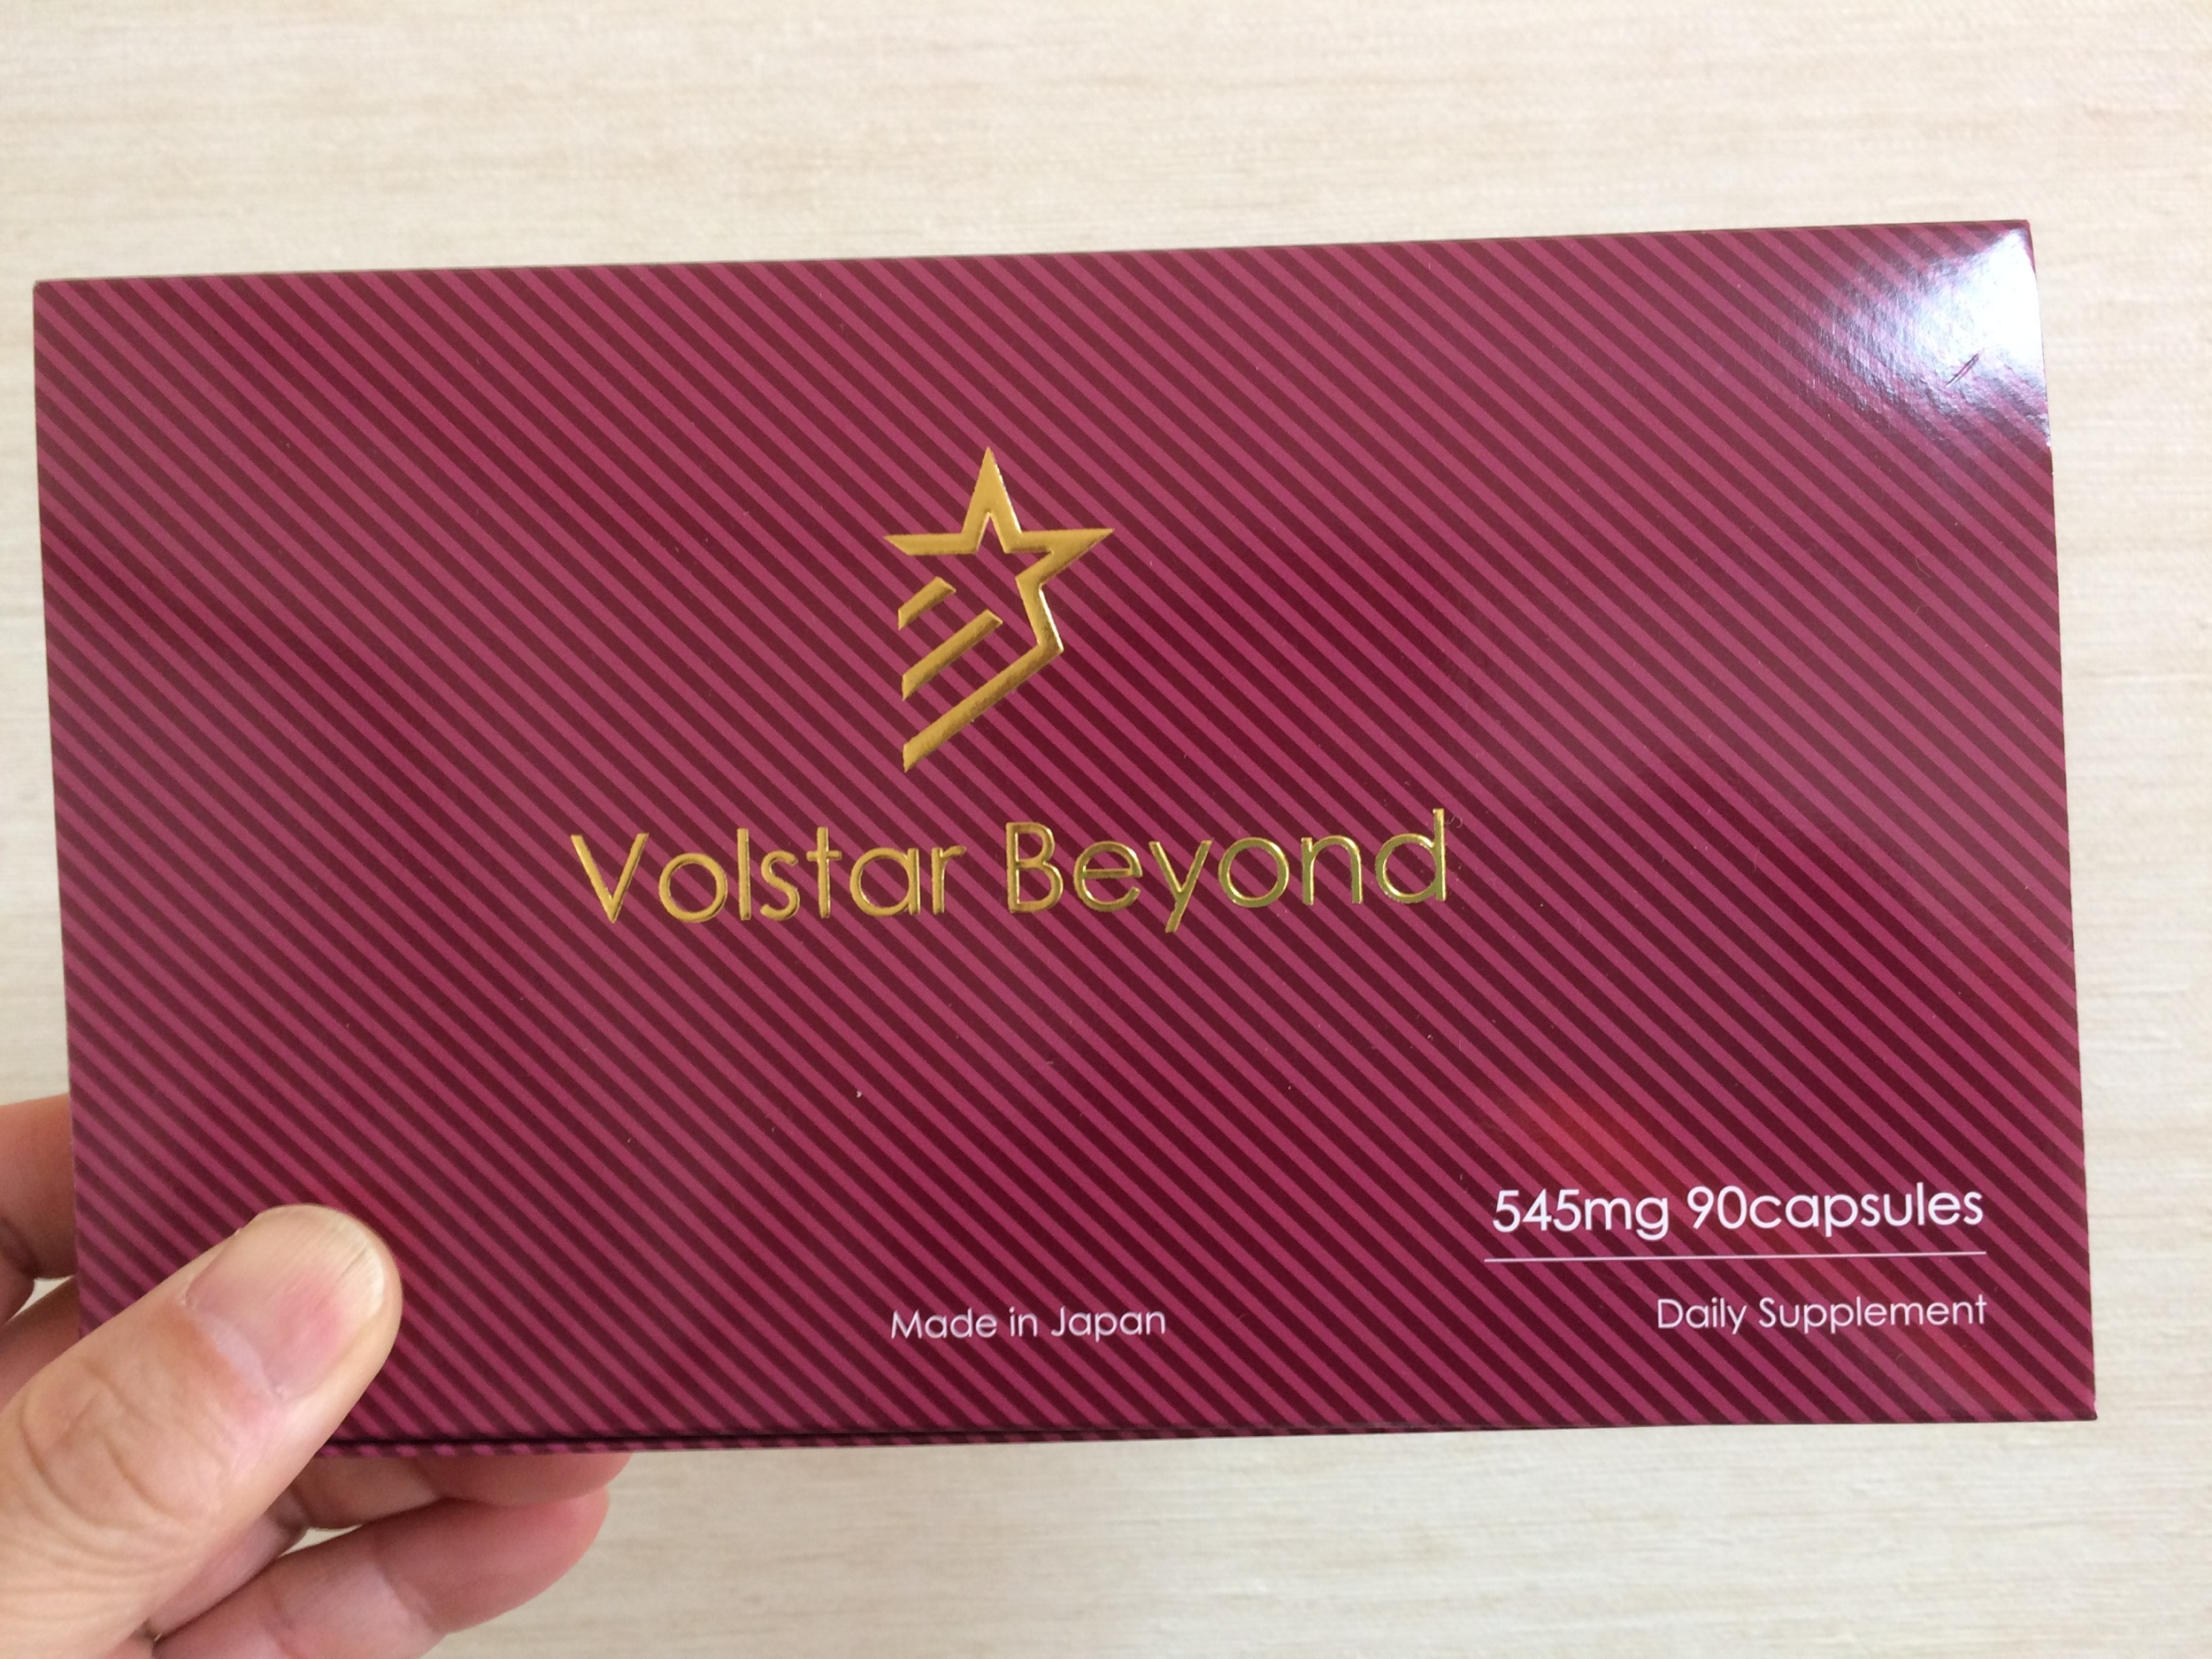 Volstar Beyond
545mg 90capsules
Made in Japan
Daily Supplement